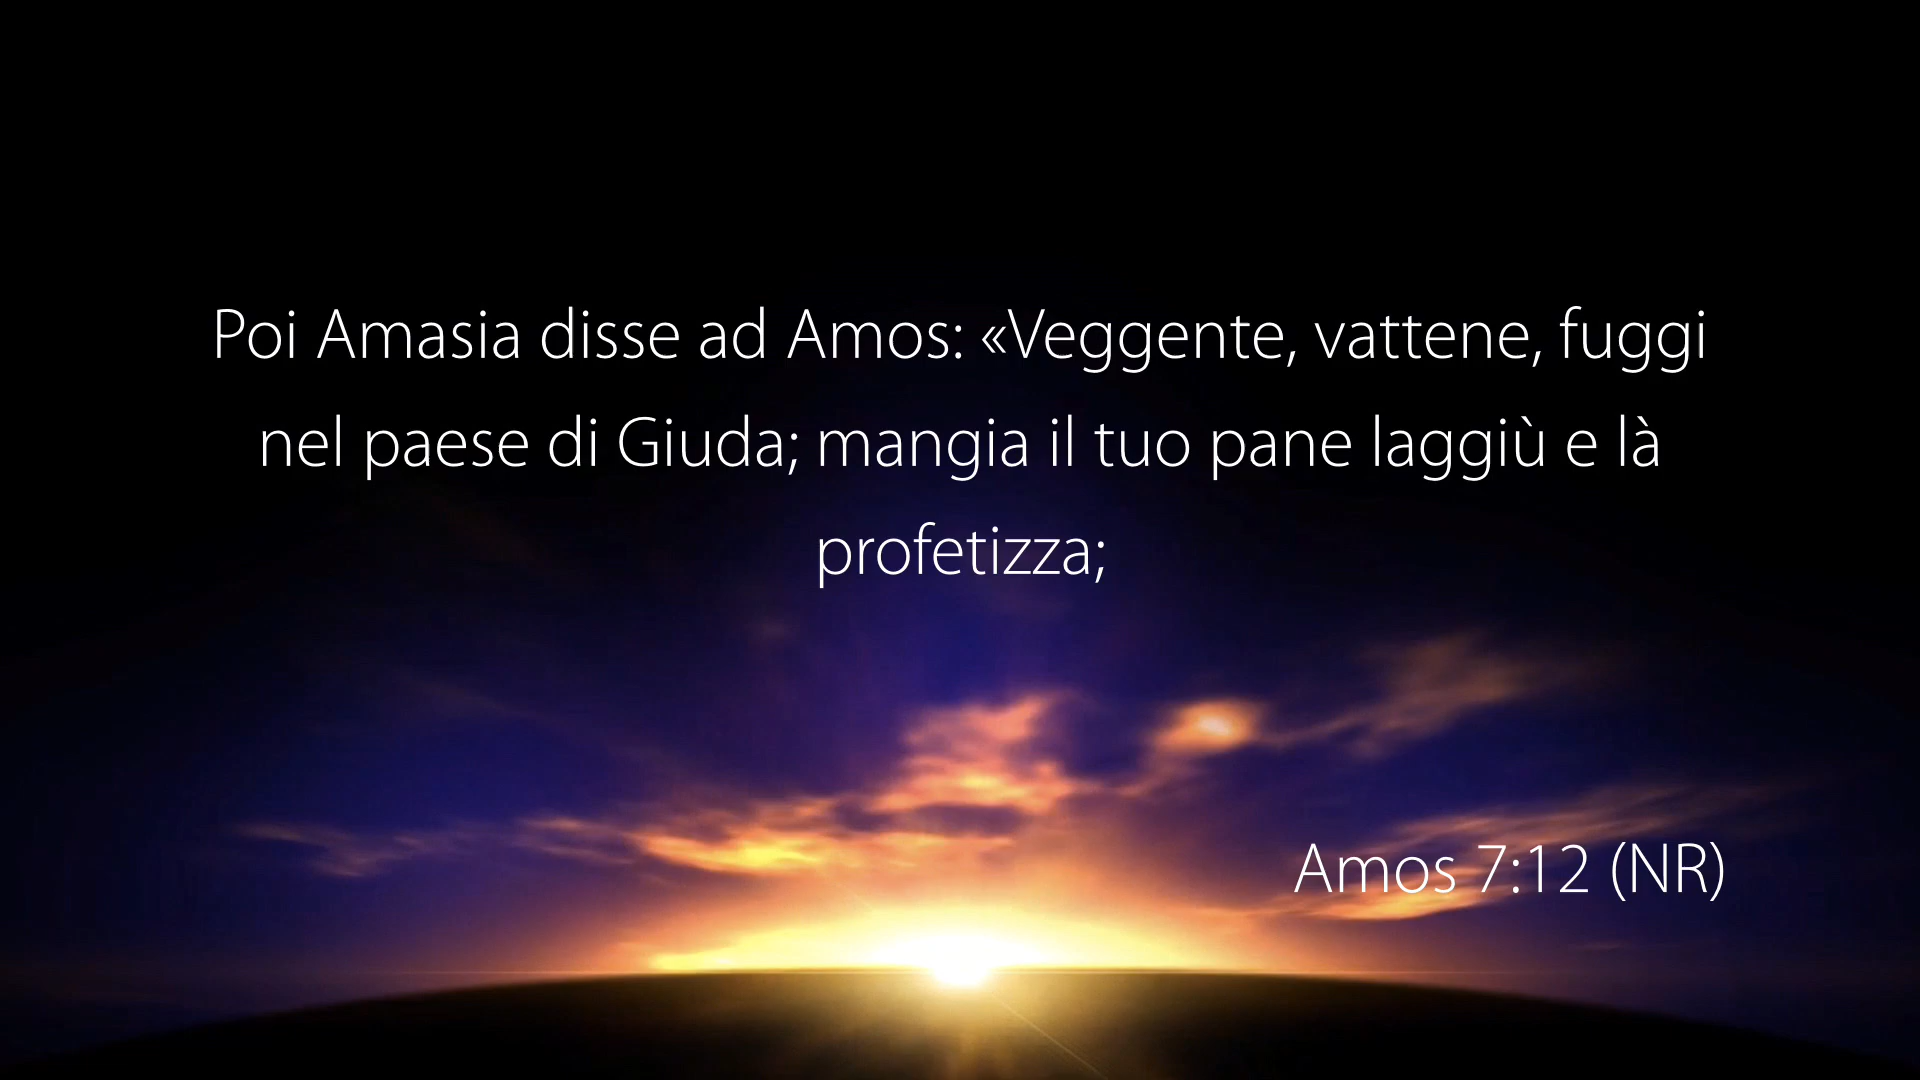 Poi Amasia disse ad Amos: «Veggente, vattene, fuggi
nel paese di Giuda; mangia il tuo pane laggiù e là
profetizza;
Amos 7:12 (NR)